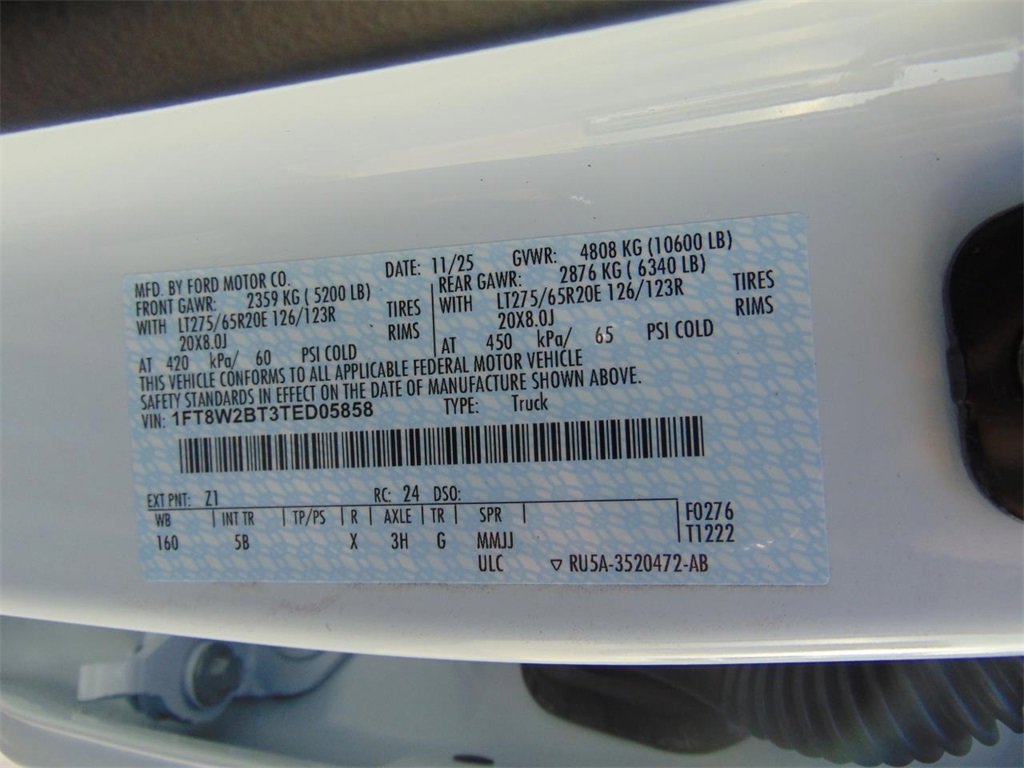 MFD. BY FORD MOTOR CO. DATE: 11/25 GVWR: 4808 KG (10600 LB)
FRONT GAWR: 2359 KG ( 5200 LB) REAR GAWR: 2876 KG ( 6340 LB)
WITH LT275/65R20E 126/123R TIRES WITH LT275/65R20E 126/123R TIRES
20X8.0J RIMS 20X8.0J RIMS
AT 420 kPa/ 60 PSI COLD AT 450 kPa/ 65 PSI COLD
THIS VEHICLE CONFORMS TO ALL APPLICABLE FEDERAL MOTOR VEHICLE
SAFETY STANDARDS IN EFFECT ON THE DATE OF MANUFACTURE SHOWN ABOVE.
VIN: 1FT8W2BT3TED05858 TYPE: Truck
EXT PNT: Z1 RC: 24 DSO:
WB INT TR TP/PS R AXLE TR SPR F0276
160 5B X 3H G MMJJ T1222
ULC ▽ RU5A-3520472-AB